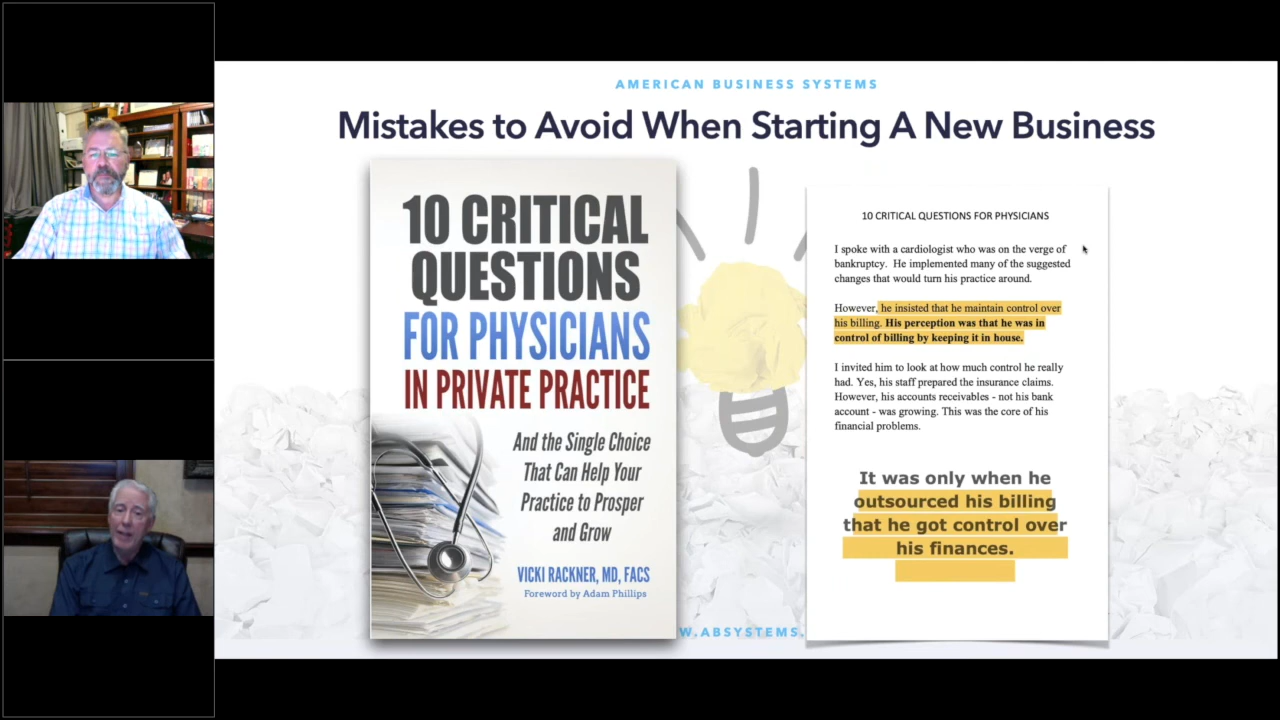 AMERICAN BUSINESS SYSTEMS
Mistakes to Avoid When Starting A New Business
10 CRITICAL
QUESTIONS
FOR PHYSICIANS
IN PRIVATE PRACTICE
And the Single Choice
That Can Help Your
Practice to Prosper
and Grow
VICKI RACKNER, MD, FACS
Foreword by Adam Phillips
10 CRITICAL QUESTIONS FOR PHYSICIANS
I spoke with a cardiologist who was on the verge of
bankruptcy. He implemented many of the suggested
changes that would turn his practice around.
However, he insisted that he maintain control over
his billing. His perception was that he was in
control of billing by keeping it in house.
I invited him to look at how much control he really
had. Yes, his staff prepared the insurance claims.
However, his accounts receivables - not his bank
account - was growing. This was the core of his
financial problems.
It was only when he
outsourced his billing
that he got control over
his finances.
W.ABSYSTEMS.